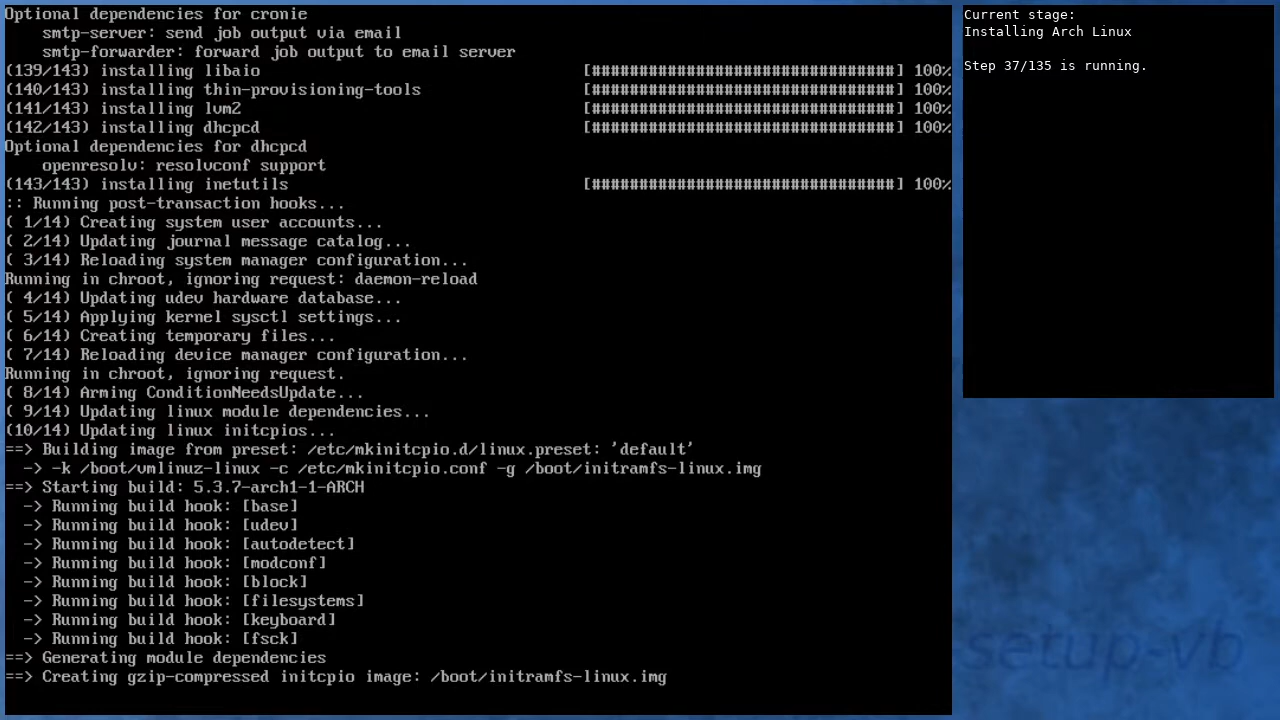 Optional dependencies for cronie
    smtp-server: send job output via email
    smtp-forwarder: forward job output to email server
(139/143) installing libaio [################################] 100%
(140/143) installing thin-provisioning-tools [################################] 100%
(141/143) installing lvm2 [################################] 100%
(142/143) installing dhcpcd [################################] 100%
Optional dependencies for dhcpcd
    openresolv: resolvconf support
(143/143) installing inetutils [################################] 100%
:: Running post-transaction hooks...
( 1/14) Creating system user accounts...
( 2/14) Updating journal message catalog...
( 3/14) Reloading system manager configuration...
Running in chroot, ignoring request: daemon-reload
( 4/14) Updating udev hardware database...
( 5/14) Applying kernel sysctl settings...
( 6/14) Creating temporary files...
( 7/14) Reloading device manager configuration...
Running in chroot, ignoring request.
( 8/14) Arming ConditionNeedsUpdate...
( 9/14) Updating linux module dependencies...
(10/14) Updating linux initcpios...
==> Building image from preset: /etc/mkinitcpio.d/linux.preset: 'default'
  -> -k /boot/vmlinuz-linux -c /etc/mkinitcpio.conf -g /boot/initramfs-linux.img
==> Starting build: 5.3.7-arch1-1-ARCH
  -> Running build hook: [base]
  -> Running build hook: [udev]
  -> Running build hook: [autodetect]
  -> Running build hook: [modconf]
  -> Running build hook: [block]
  -> Running build hook: [filesystems]
  -> Running build hook: [keyboard]
  -> Running build hook: [fsck]
==> Generating module dependencies
==> Creating gzip-compressed initcpio image: /boot/initramfs-linux.img
Current stage:
Installing Arch Linux
Step 37/135 is running.
setup-vb